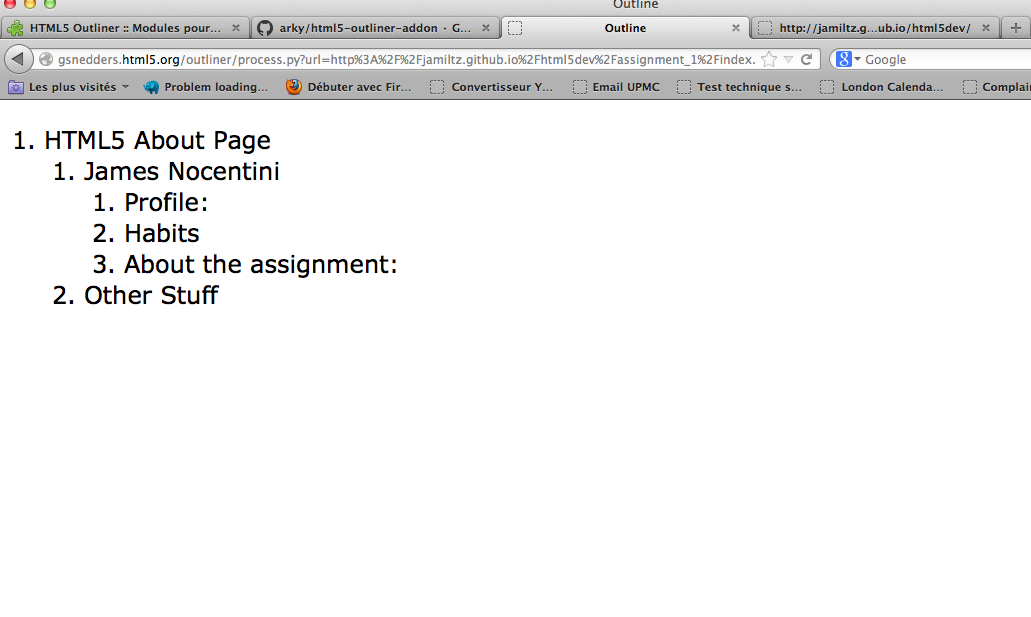 Outline
HTML5 Outliner :: Modules pour...
arky/html5-outliner-addon · G...
Outline
http://jamiltz.g...ub.io/html5dev/
gsnedders.html5.org/outliner/process.py?url=http%3A%2F%2Fjamiltz.github.io%2Fhtml5dev%2Fassignment_1%2Findex.
Google
Les plus visités
Problem loading...
Débuter avec Fir...
Convertisseur Y...
Email UPMC
Test technique s...
London Calenda...
Complai
1. HTML5 About Page
1. James Nocentini
1. Profile:
2. Habits
3. About the assignment:
2. Other Stuff